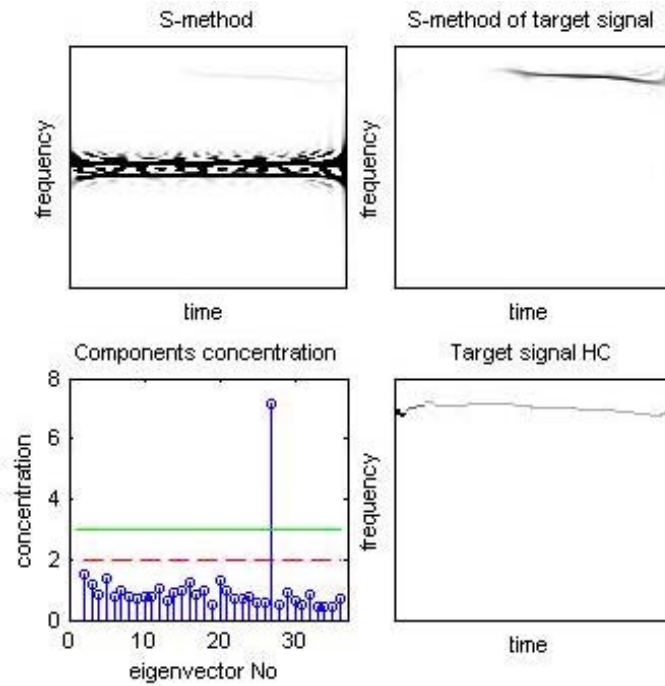 S-method
frequency
time
S-method of target signal
frequency
time
Components concentration
concentration
8
6
4
2
0
0 10 20 30
eigenvector No
Target signal HC
frequency
time